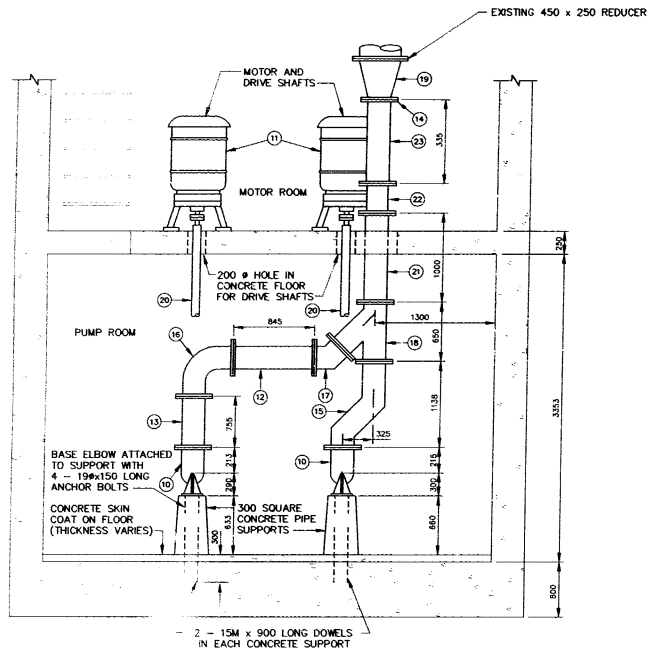 EXISTING 450 x 250 REDUCER
MOTOR AND
DRIVE SHAFTS
19
14
11
335
23
MOTOR ROOM
22
250
200 ø HOLE IN
CONCRETE FLOOR
FOR DRIVE SHAFTS
1000
21
20
20
1300
PUMP ROOM
845
16
650
18
12
17
3353
15
13
755
1138
325
BASE ELBOW ATTACHED
TO SUPPORT WITH
4 - 19øx150 LONG
ANCHOR BOLTS
213
10
10
215
290
300
CONCRETE SKIN
COAT ON FLOOR
(THICKNESS VARIES)
300 SQUARE
CONCRETE PIPE
SUPPORTS
300
633
660
800
2 - 15M x 900 LONG DOWELS
IN EACH CONCRETE SUPPORT